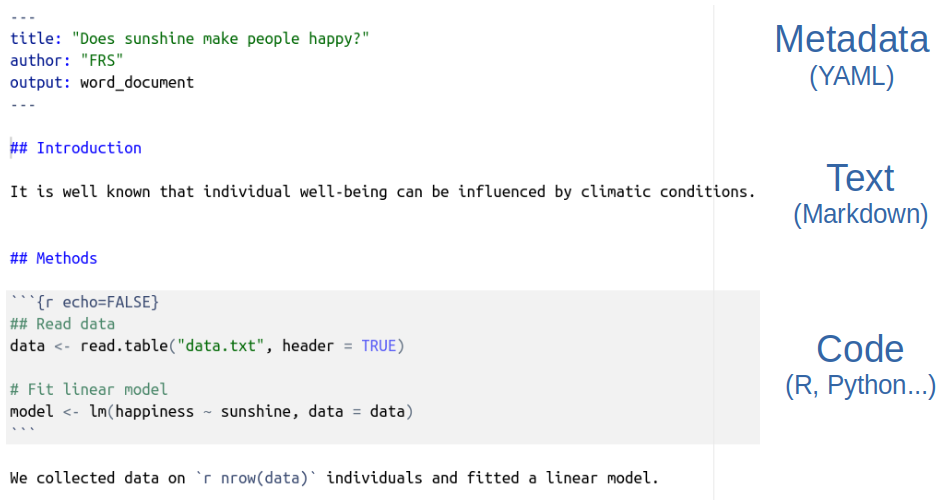 ---
title: "Does sunshine make people happy?"
author: "FRS"
output: word_document
---
Metadata
(YAML)
## Introduction
It is well known that individual well-being can be influenced by climatic conditions.
Text
(Markdown)
## Methods
```{r echo=FALSE}
## Read data
data <- read.table("data.txt", header = TRUE)
# Fit linear model
model <- lm(happiness ~ sunshine, data = data)
```
Code
(R, Python...)
We collected data on `r nrow(data)` individuals and fitted a linear model.